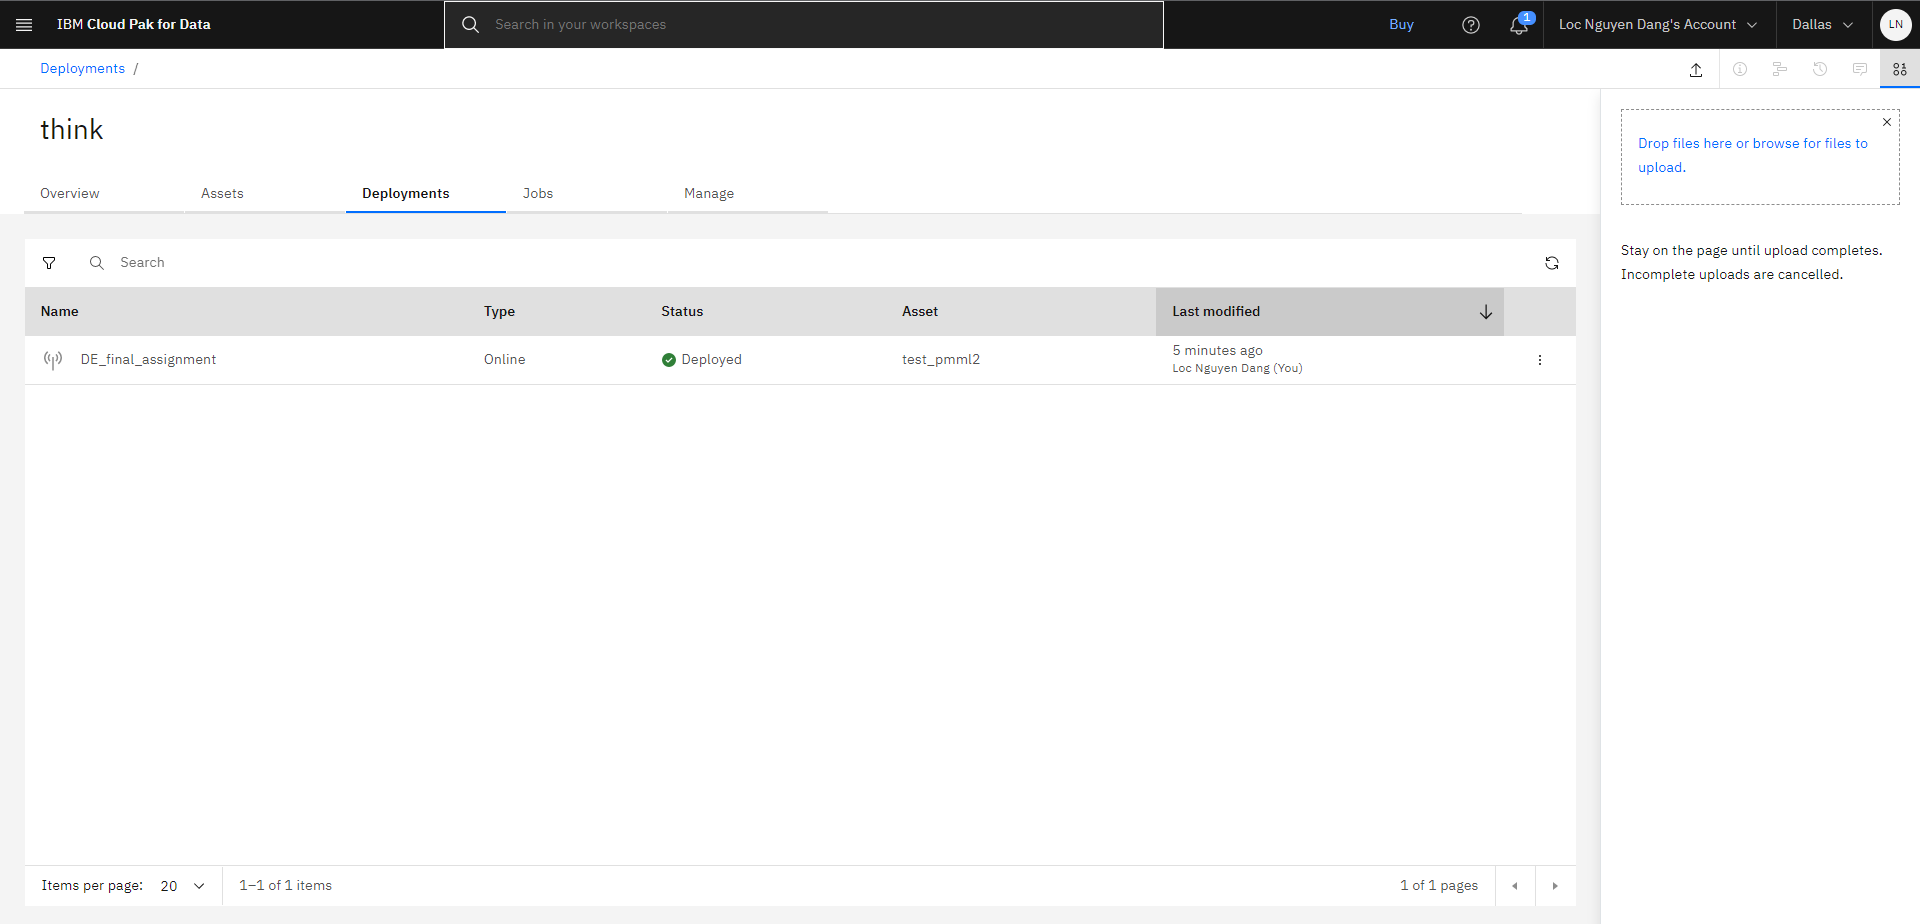 IBM Cloud Pak for Data
Search in your workspaces
Buy
1
Loc Nguyen Dang's Account
Dallas
LN
Deployments /
think
Overview
Assets
Deployments
Jobs
Manage
Search
Name
Type
Status
Asset
Last modified
DE_final_assignment
Online
Deployed
test_pmml2
5 minutes ago
Loc Nguyen Dang (You)
Items per page: 20
1–1 of 1 items
1 of 1 pages
Drop files here or browse for files to
upload.
Stay on the page until upload completes.
Incomplete uploads are cancelled.